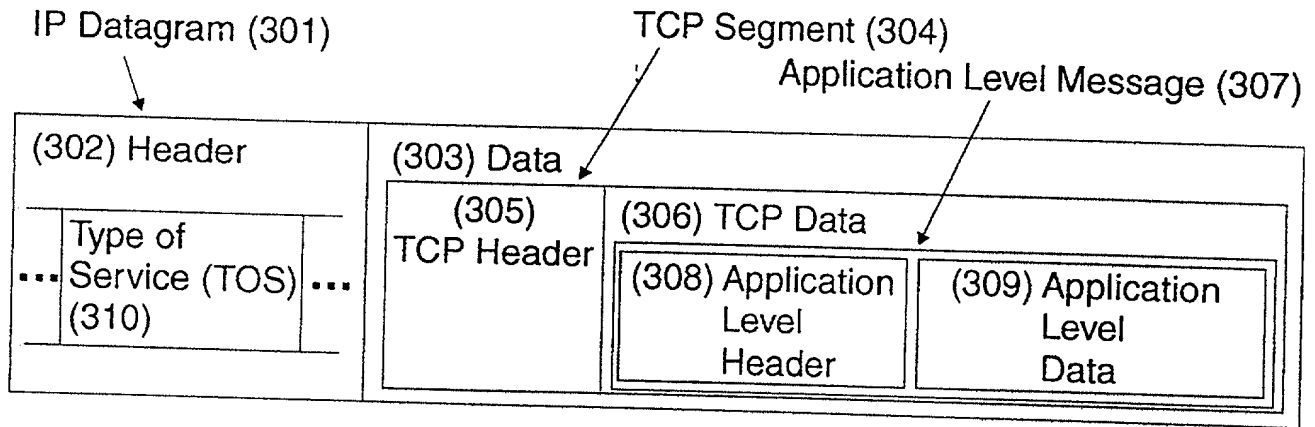 IP Datagram (301)
TCP Segment (304)
Application Level Message (307)
(302) Header
(303) Data
(305)
TCP Header
(306) TCP Data
Type of
... Service (TOS) ...
(310)
(308) Application
Level
Header
(309) Application
Level
Data